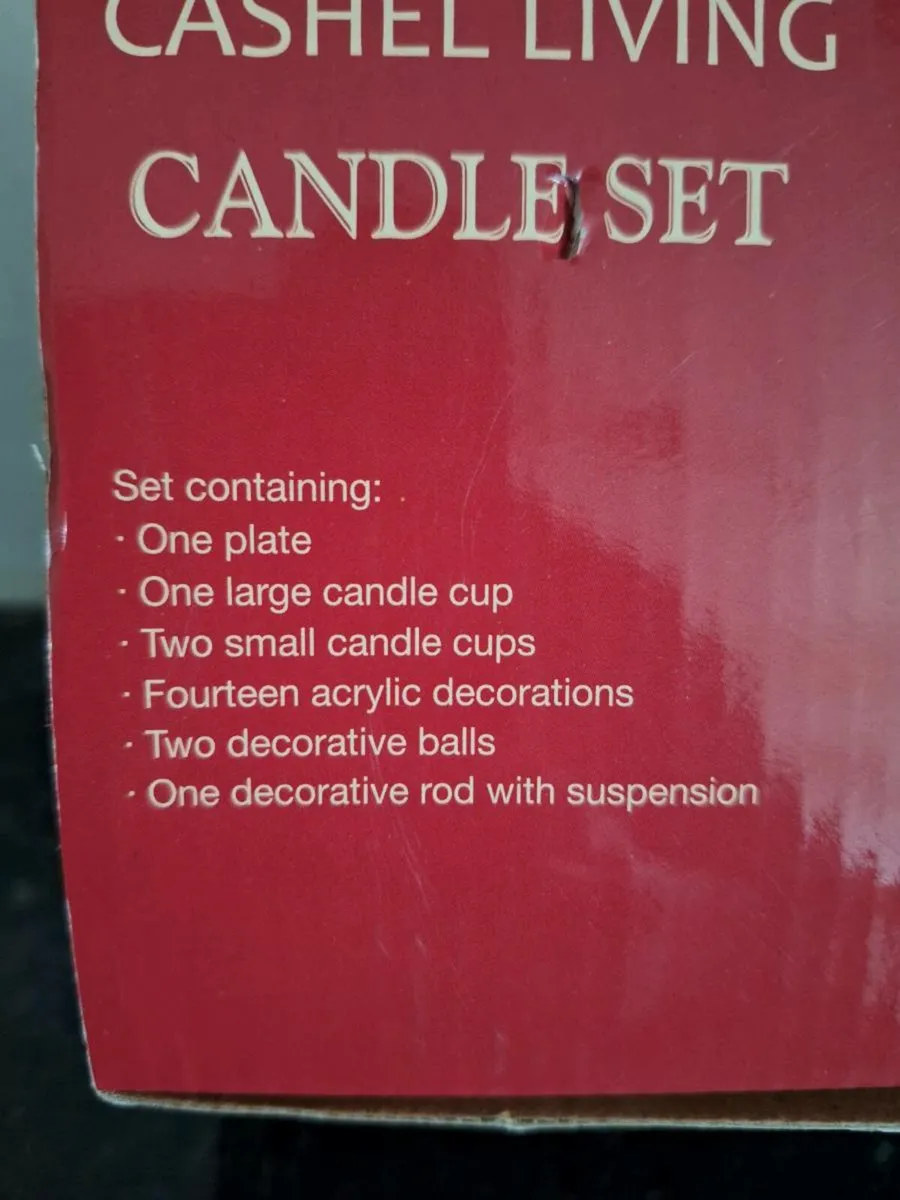 CASHEL LIVING
CANDLE SET
Set containing:
· One plate
· One large candle cup
· Two small candle cups
· Fourteen acrylic decorations
· Two decorative balls
· One decorative rod with suspension